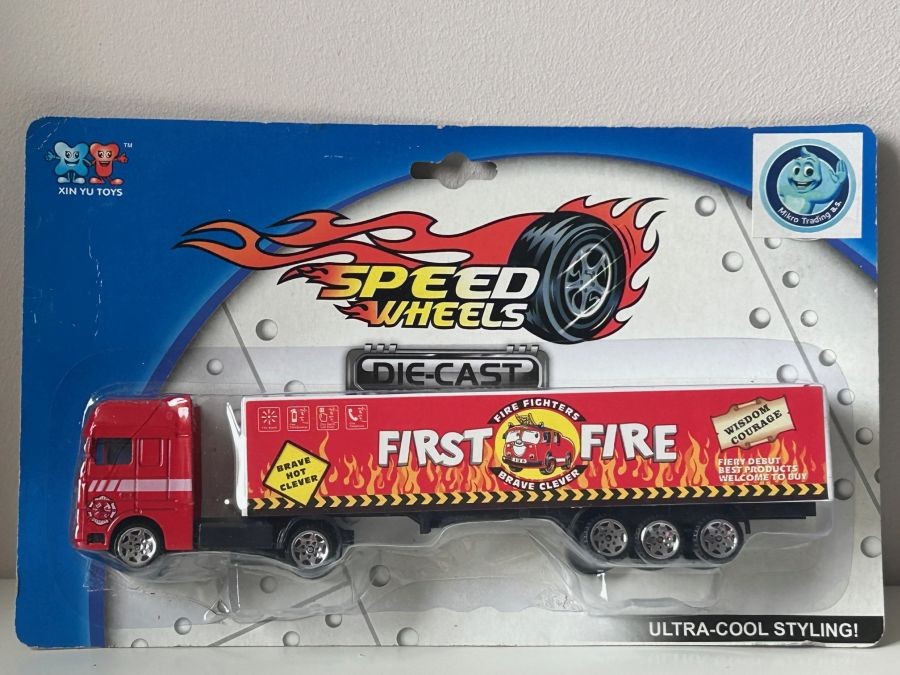 TM
XIN YU TOYS
Mikro Trading a.s.
SPEED
WHEELS
DIE-CAST
FIRE FIGHTERS
FIRST FIRE
BRAVE CLEVER
BRAVE
HOT
CLEVER
WISDOM
COURAGE
FIERY DEBUT
BEST PRODUCTS
WELCOME TO BUY
ULTRA-COOL STYLING!